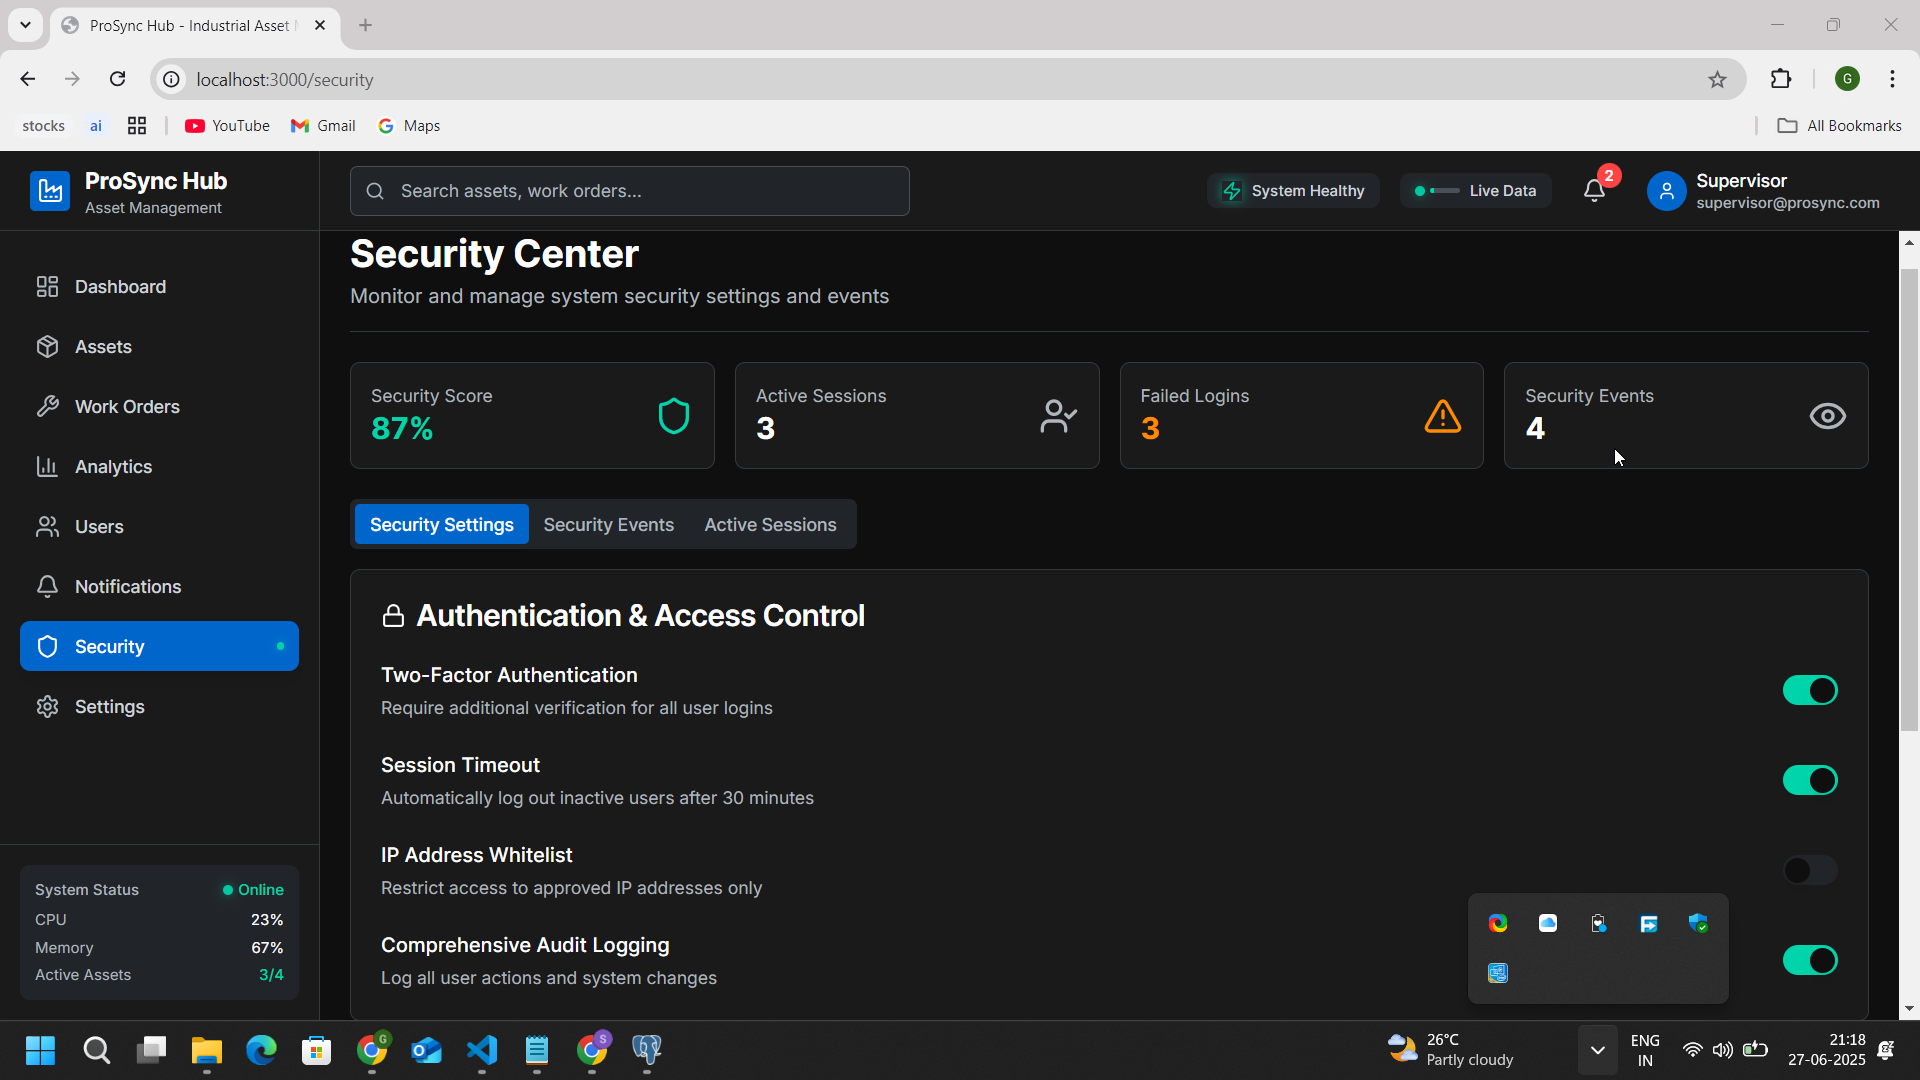 ProSync Hub - Industrial Asset
localhost:3000/security
G
stocks
ai
YouTube
Gmail
Maps
All Bookmarks
ProSync Hub
Asset Management
Search assets, work orders...
System Healthy
Live Data
2
Supervisor
supervisor@prosync.com
Dashboard
Assets
Work Orders
Analytics
Users
Notifications
Security
Settings
System Status
Online
CPU
23%
Memory
67%
Active Assets
3/4
Security Center
Monitor and manage system security settings and events
Security Score
87%
Active Sessions
3
Failed Logins
3
Security Events
4
Security Settings
Security Events
Active Sessions
Authentication & Access Control
Two-Factor Authentication
Require additional verification for all user logins
Session Timeout
Automatically log out inactive users after 30 minutes
IP Address Whitelist
Restrict access to approved IP addresses only
Comprehensive Audit Logging
Log all user actions and system changes
G
S
26°C
Partly cloudy
ENG
IN
21:18
27-06-2025